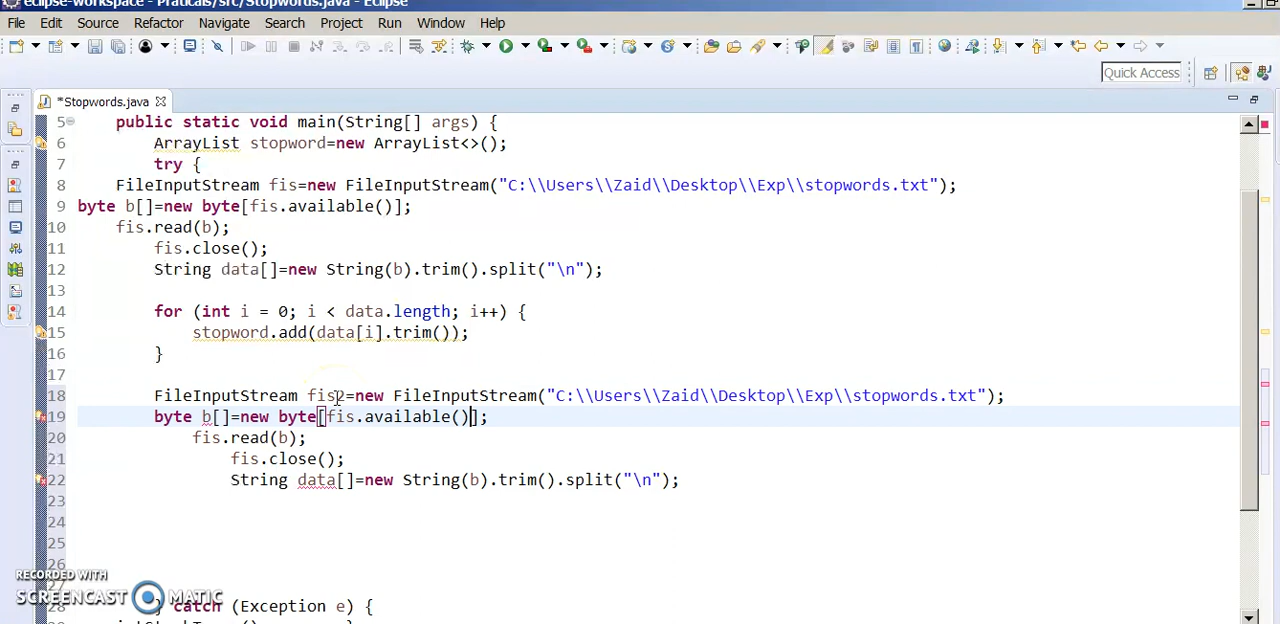 eclipse-workspace - Praticals/src/Stopwords.java - Eclipse
File Edit Source Refactor Navigate Search Project Run Window Help
Quick Access
*Stopwords.java
5 public static void main(String[] args) {
6 ArrayList stopword=new ArrayList<>();
7 try {
8 FileInputStream fis=new FileInputStream("C:\\Users\\Zaid\\Desktop\\Exp\\stopwords.txt");
9 byte b[]=new byte[fis.available()];
10 fis.read(b);
11 fis.close();
12 String data[]=new String(b).trim().split("\n");
13
14 for (int i = 0; i < data.length; i++) {
15 stopword.add(data[i].trim());
16 }
17
18 FileInputStream fis2=new FileInputStream("C:\\Users\\Zaid\\Desktop\\Exp\\stopwords.txt");
19 byte b[]=new byte[fis.available()];
20 fis.read(b);
21 fis.close();
22 String data[]=new String(b).trim().split("\n");
23
24
25
26
27
28 } catch (Exception e) {
RECORDED WITH
SCREENCAST MATIC